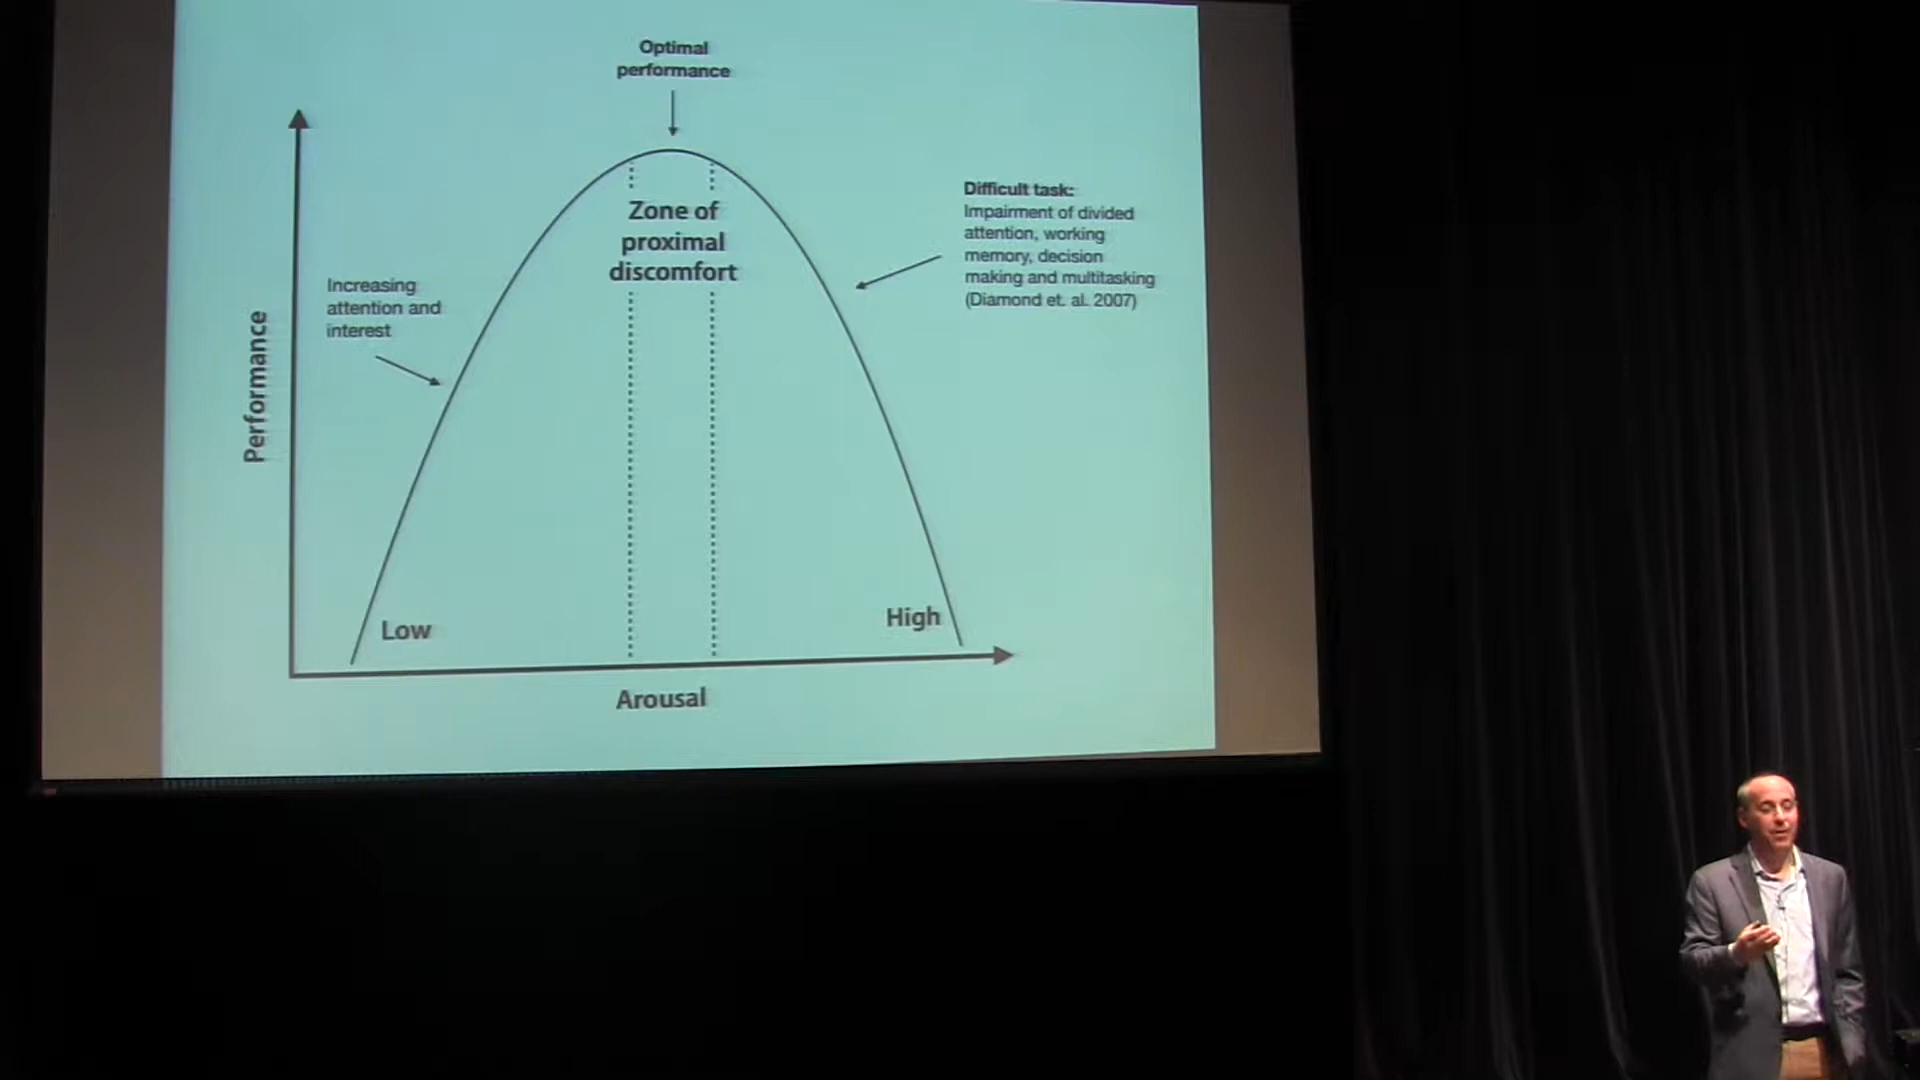 Optimal
performance
Zone of
proximal
discomfort
Difficult task:
Impairment of divided
attention, working
memory, decision
making and multitasking
(Diamond et. al. 2007)
Increasing
attention and
interest
Performance
Low
High
Arousal